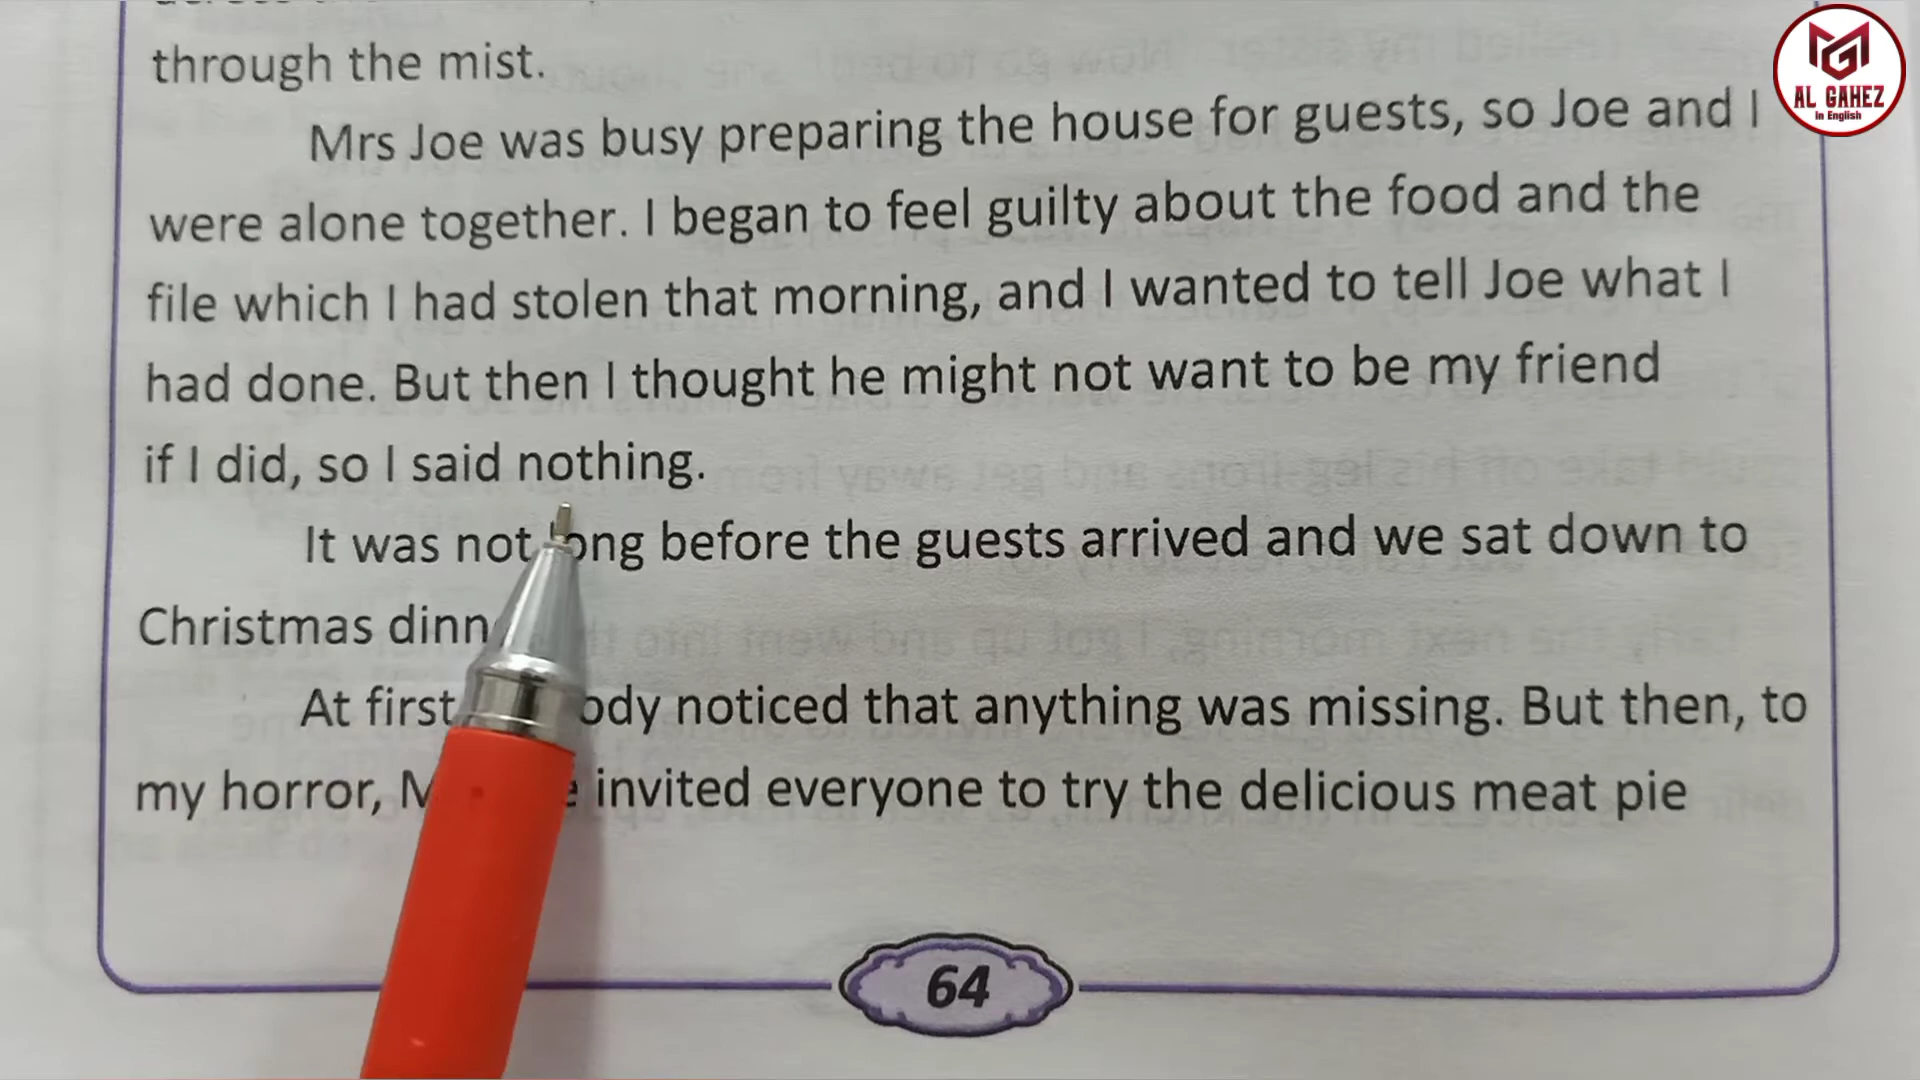 through the mist.
Mrs Joe was busy preparing the house for guests, so Joe and I
were alone together. I began to feel guilty about the food and the
file which I had stolen that morning, and I wanted to tell Joe what I
had done. But then I thought he might not want to be my friend
if I did, so I said nothing.
It was not long before the guests arrived and we sat down to
Christmas dinn
At first ody noticed that anything was missing. But then, to
my horror, M e invited everyone to try the delicious meat pie
64
AL GAHEZ
In English